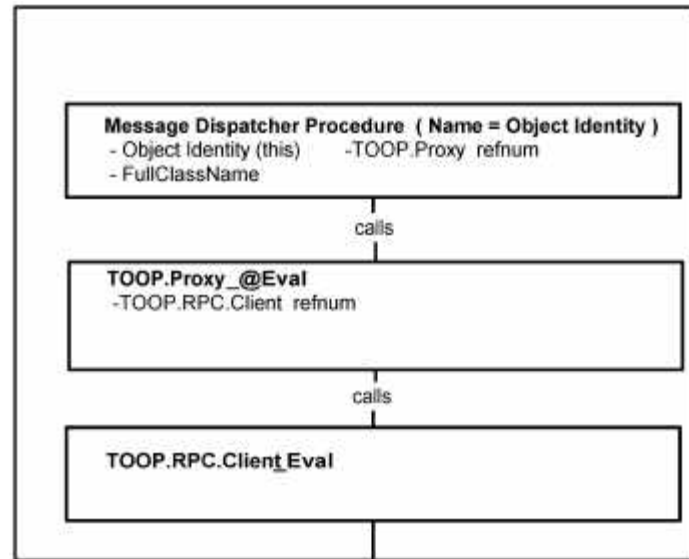 Message Dispatcher Procedure ( Name = Object Identity )
- Object Identity (this) -TOOP.Proxy refnum
- FullClassName
calls
TOOP.Proxy_@Eval
-TOOP.RPC.Client refnum
calls
TOOP.RPC.Client_Eval